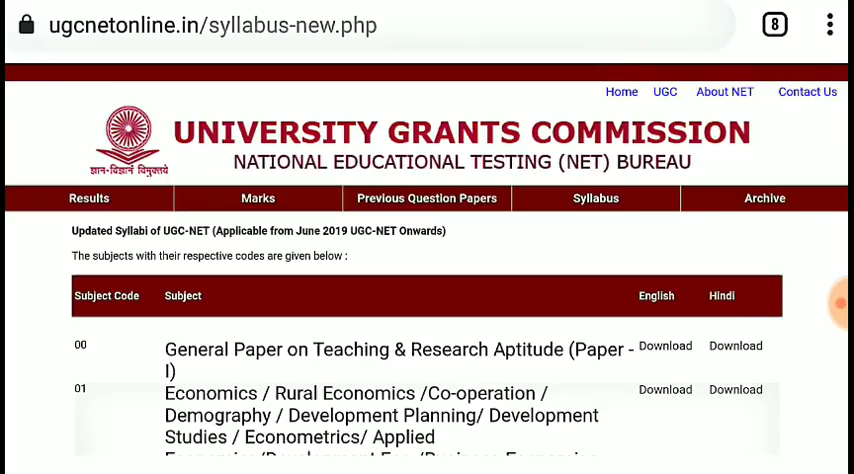 ugcnetonline.in/syllabus-new.php
8
Home UGC About NET Contact Us
UNIVERSITY GRANTS COMMISSION
NATIONAL EDUCATIONAL TESTING (NET) BUREAU
ज्ञान-विज्ञानं विमुक्तये
Results Marks Previous Question Papers Syllabus Archive
Updated Syllabi of UGC-NET (Applicable from June 2019 UGC-NET Onwards)
The subjects with their respective codes are given below :
Subject Code Subject English Hindi
00 General Paper on Teaching & Research Aptitude (Paper - Download Download
I)
01 Economics / Rural Economics /Co-operation / Download Download
Demography / Development Planning/ Development
Studies / Econometrics/ Applied